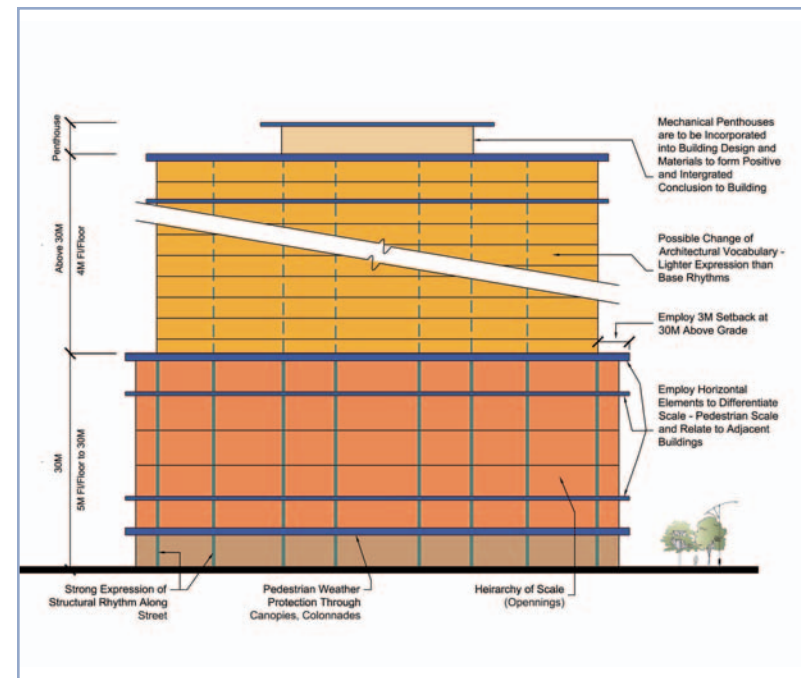 Penthouse
Above 30M
4M Fl/Floor
30M
5M Fl/Floor to 30M
Mechanical Penthouses
are to be Incorporated
into Building Design and
Materials to form Positive
and Intergrated
Conclusion to Building
Possible Change of
Architectural Vocabulary -
Lighter Expression than
Base Rhythms
Employ 3M Setback at
30M Above Grade
Employ Horizontal
Elements to Differentiate
Scale - Pedestrian Scale
and Relate to Adjacent
Buildings
Strong Expression of
Structural Rhythm Along
Street
Pedestrian Weather
Protection Through
Canopies, Colonnades
Heirarchy of Scale
(Opennings)